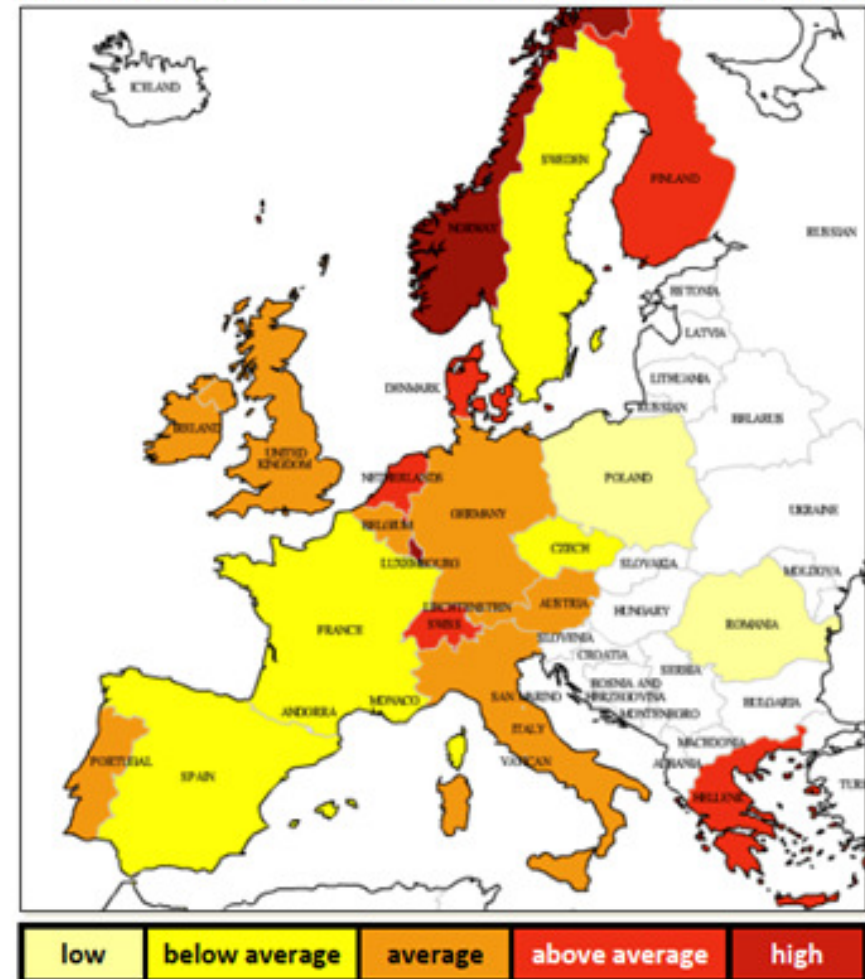 ICELAND
SWEDEN
FINLAND
NORWAY
RUSSIAN
ESTONIA
LATVIA
DENMARK
LITHUANIA
RUSSIAN
BELARUS
IRELAND
UNITED
KINGDOM
NETHERLANDS
POLAND
BELGIUM
GERMANY
UKRAINE
CZECH
LUXEMBOURG
SLOVAKIA
MOLDOVA
LIECHTENSTEIN
AUSTRIA
HUNGARY
FRANCE
SWISS
ROMANIA
SLOVENIA
CROATIA
SERBIA
BOSNIA AND
HERZEGOVINA
MONACO
SAN MARINO
BULGARIA
ANDORRA
MONTENEGRO
ITALY
MACEDONIA
PORTUGAL
VATICAN
ALBANIA
SPAIN
TUR
HELLENE
low below average average above average high